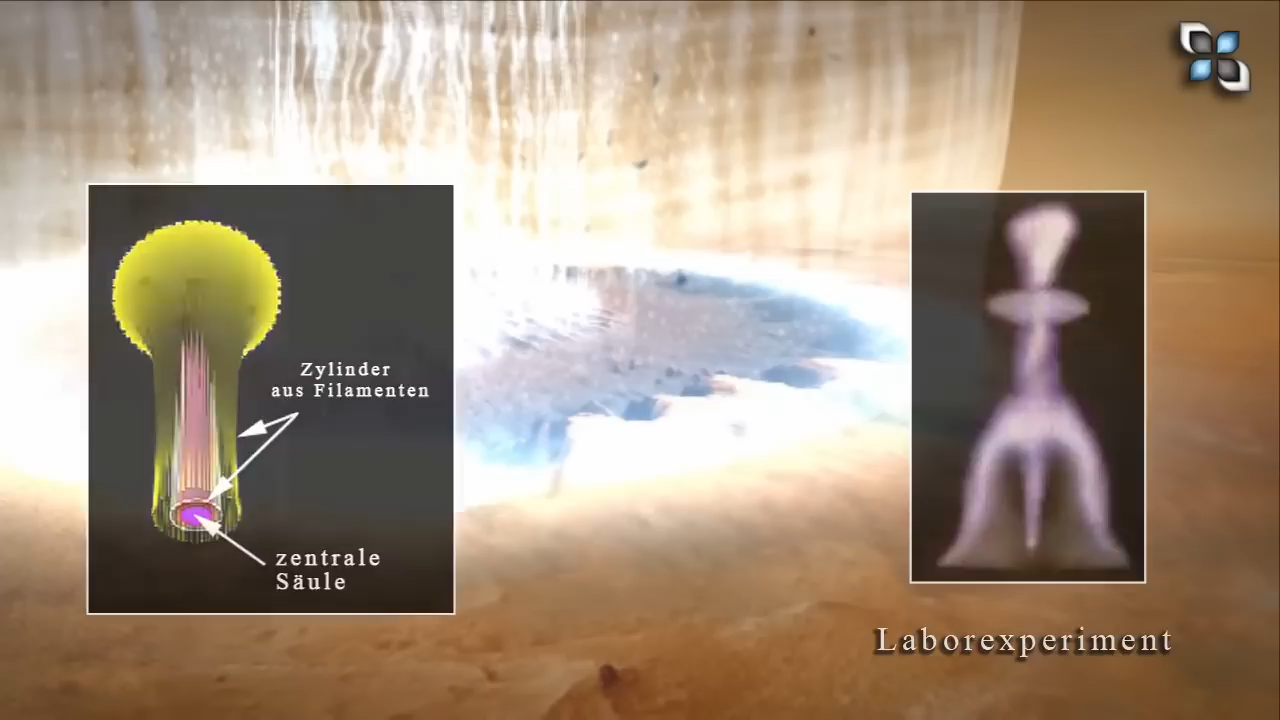 Zylinder
aus Filamenten
zentrale
Säule
Laborexperiment